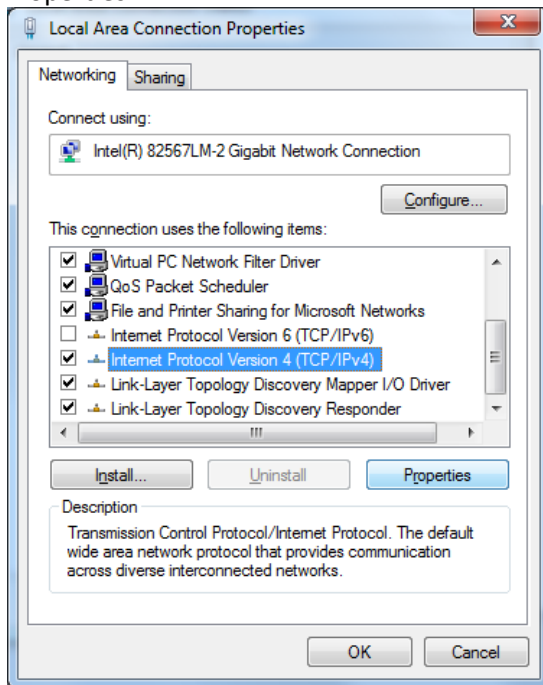 Local Area Connection Properties
Networking
Sharing
Connect using:
Intel(R) 82567LM-2 Gigabit Network Connection
Configure...
This connection uses the following items:
Virtual PC Network Filter Driver
QoS Packet Scheduler
File and Printer Sharing for Microsoft Networks
Internet Protocol Version 6 (TCP/IPv6)
Internet Protocol Version 4 (TCP/IPv4)
Link-Layer Topology Discovery Mapper I/O Driver
Link-Layer Topology Discovery Responder
Install...
Uninstall
Properties
Description
Transmission Control Protocol/Internet Protocol. The default
wide area network protocol that provides communication
across diverse interconnected networks.
OK
Cancel